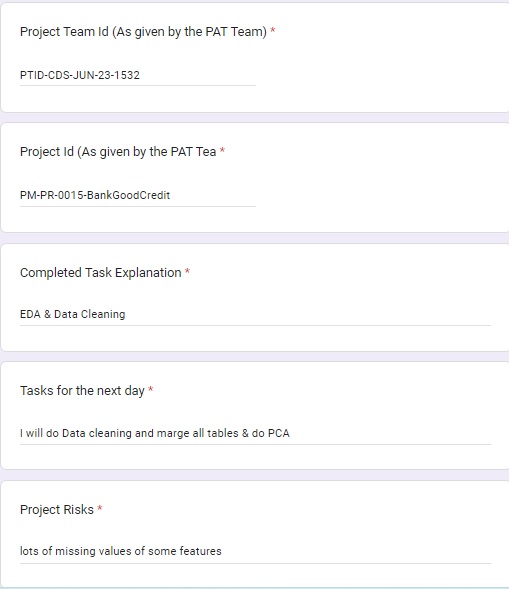 Project Team Id (As given by the PAT Team) *
PTID-CDS-JUN-23-1532
Project Id (As given by the PAT Tea *
PM-PR-0015-BankGoodCredit
Completed Task Explanation *
EDA & Data Cleaning
Tasks for the next day *
I will do Data cleaning and marge all tables & do PCA
Project Risks *
lots of missing values of some features